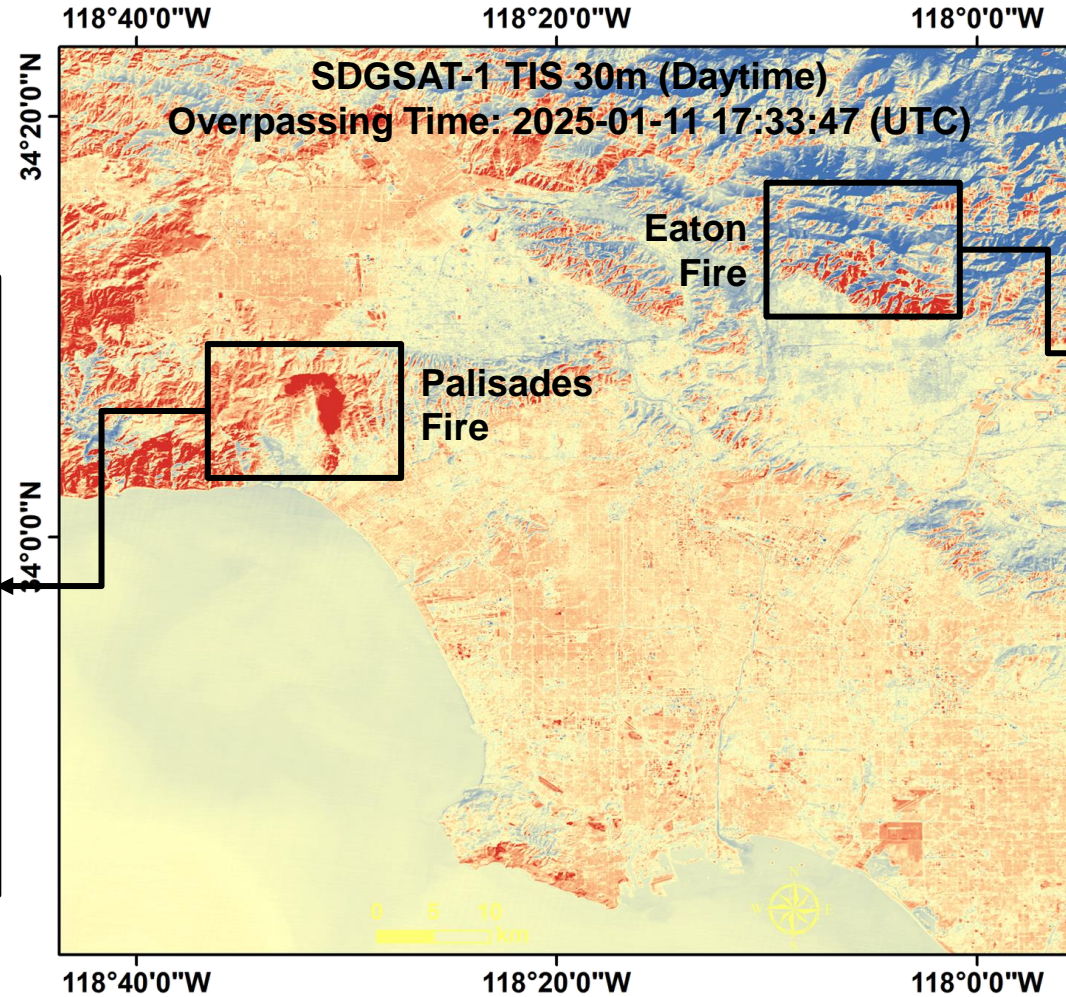 118°40'0"W 118°20'0"W 118°0'0"W
SDGSAT-1 TIS 30m (Daytime)
Overpassing Time: 2025-01-11 17:33:47 (UTC)
34°20'0"N
Eaton
Fire
Palisades
Fire
34°0'0"N
N
W E
S
0 5 10
km
118°40'0"W 118°20'0"W 118°0'0"W